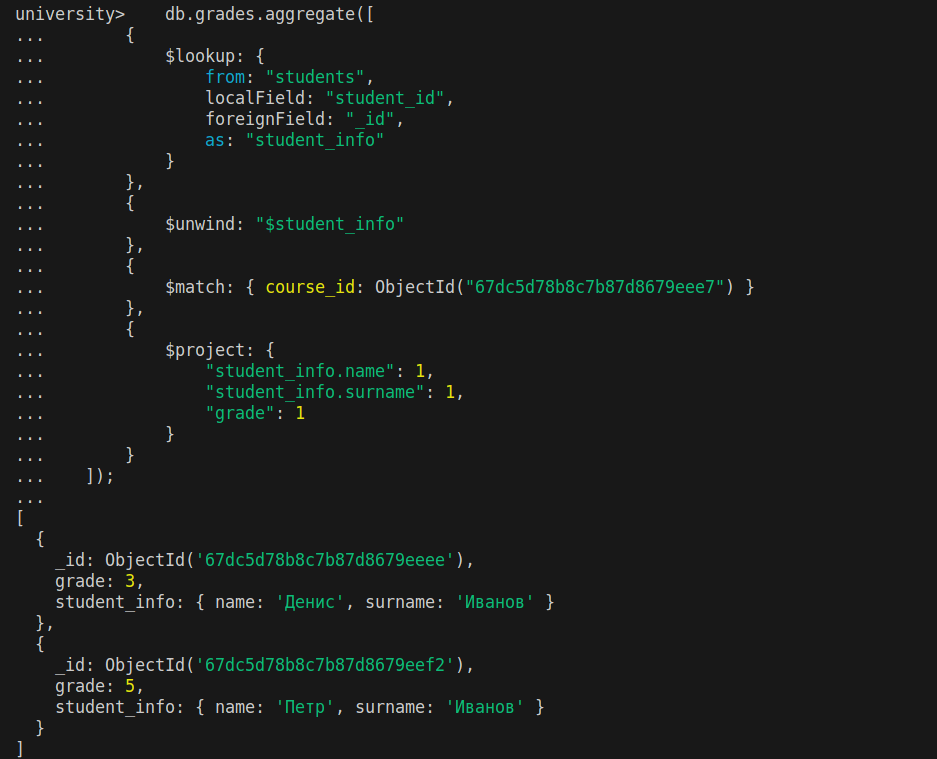 university>    db.grades.aggregate([
...        {
...            $lookup: {
...                from: "students",
...                localField: "student_id",
...                foreignField: "_id",
...                as: "student_info"
...            }
...        },
...        {
...            $unwind: "$student_info"
...        },
...        {
...            $match: { course_id: ObjectId("67dc5d78b8c7b87d8679eee7") }
...        },
...        {
...            $project: {
...                "student_info.name": 1,
...                "student_info.surname": 1,
...                "grade": 1
...            }
...        }
...    ]);
...
[
  {
    _id: ObjectId('67dc5d78b8c7b87d8679eeee'),
    grade: 3,
    student_info: { name: 'Денис', surname: 'Иванов' }
  },
  {
    _id: ObjectId('67dc5d78b8c7b87d8679eef2'),
    grade: 5,
    student_info: { name: 'Петр', surname: 'Иванов' }
  }
]